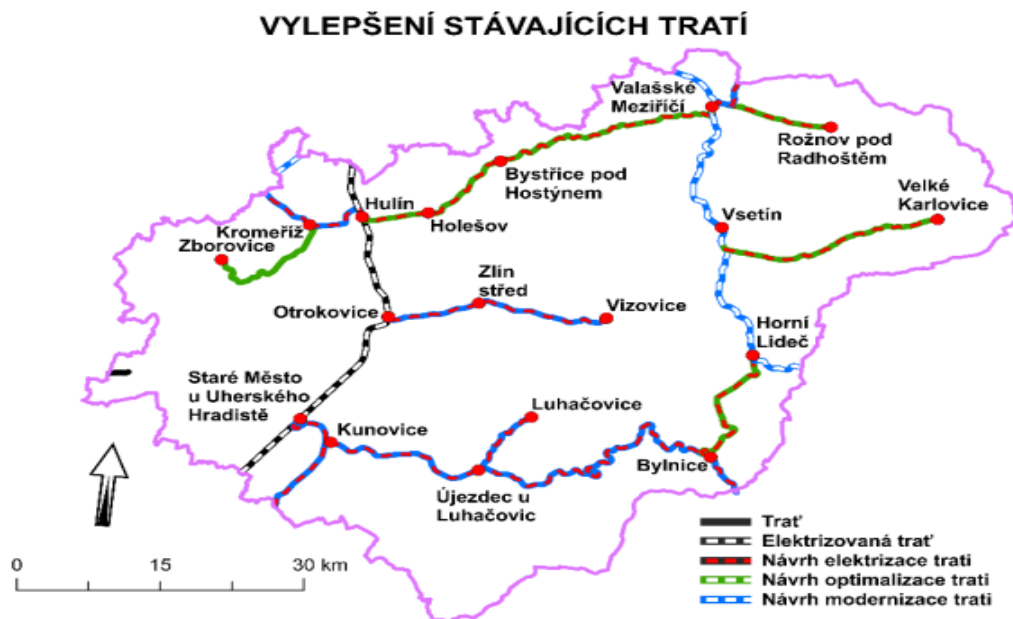 VYLEPŠENÍ STÁVAJÍCÍCH TRATÍ
Valašské
Meziříčí
Rožnov pod
Radhoštěm
Bystřice pod
Hostýnem
Velké
Karlovice
Hulín
Holešov
Vsetín
Kroměříž
Zborovice
Zlín
střed
Otrokovice
Vizovice
Horní
Lideč
Staré Město
u Uherského
Hradistě
Luhačovice
Kunovice
Bylnice
Újezdec u
Luhačovic
Trať
Elektrizovaná trať
Návrh elektrizace trati
Návrh optimalizace trati
Návrh modernizace trati
0 15 30 km